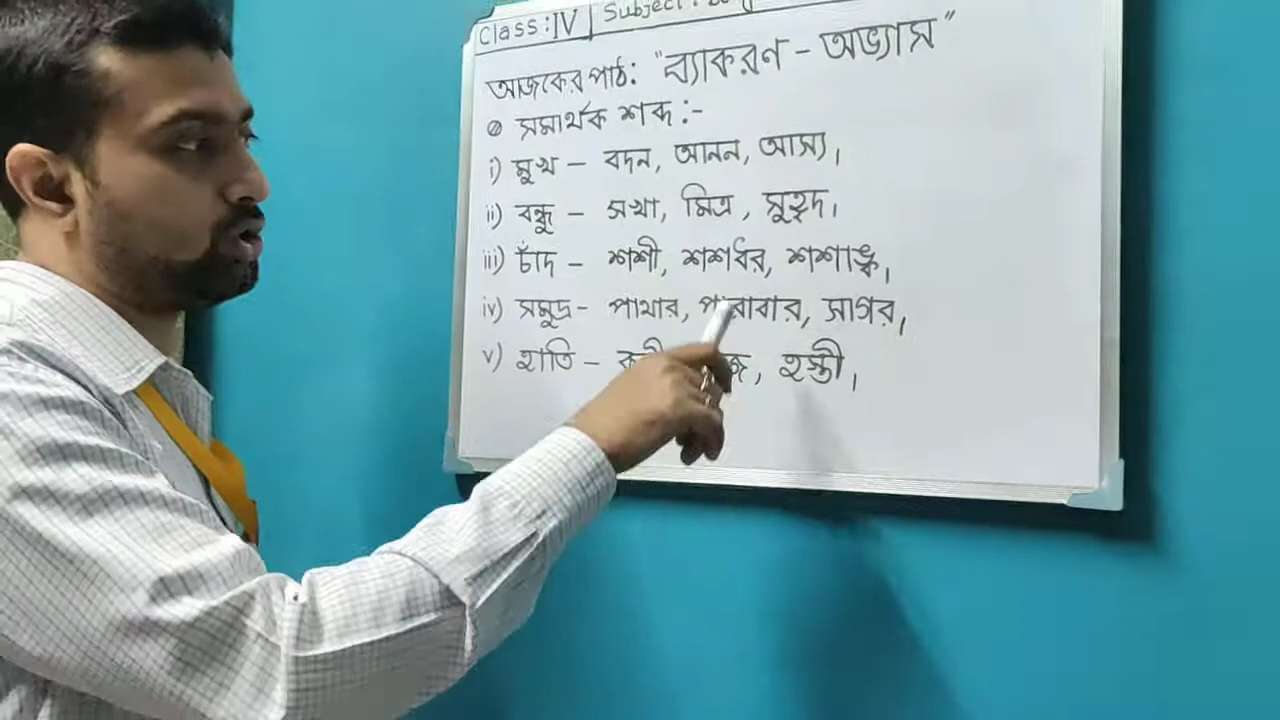 Class : IV | Subject :
আজকের পাঠ : "ব্যাকরণ - অভ্যাস"
সমার্থক শব্দ :-
i) মুখ - বদন, আনন, আস্য,
ii) বন্ধু - সখা, মিত্র, সুহৃদ।
iii) চাঁদ - শশী, শশধর, শশাঙ্ক,
iv) সমুদ্র - পাথার, পারাবার, সাগর,
v) হাতি - হস্তী,